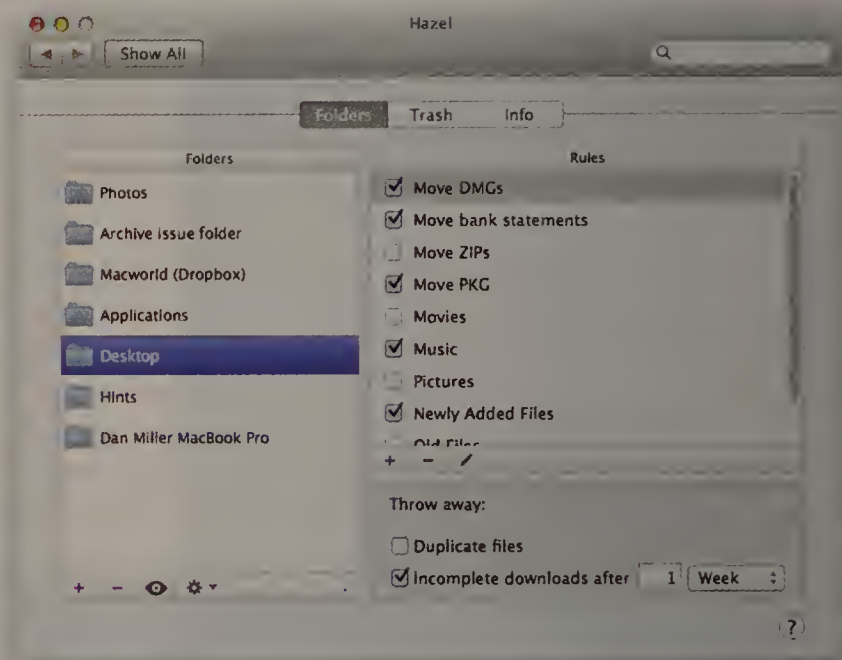 Hazel
Show All
Folders Trash Info
Folders
Photos
Archive issue folder
Macworld (Dropbox)
Applications
Desktop
Hints
Dan Miller MacBook Pro
Rules
Move DMGs
Move bank statements
Move ZIPs
Move PKG
Movies
Music
Pictures
Newly Added Files
Old Files
Throw away:
Duplicate files
Incomplete downloads after 1 Week
?